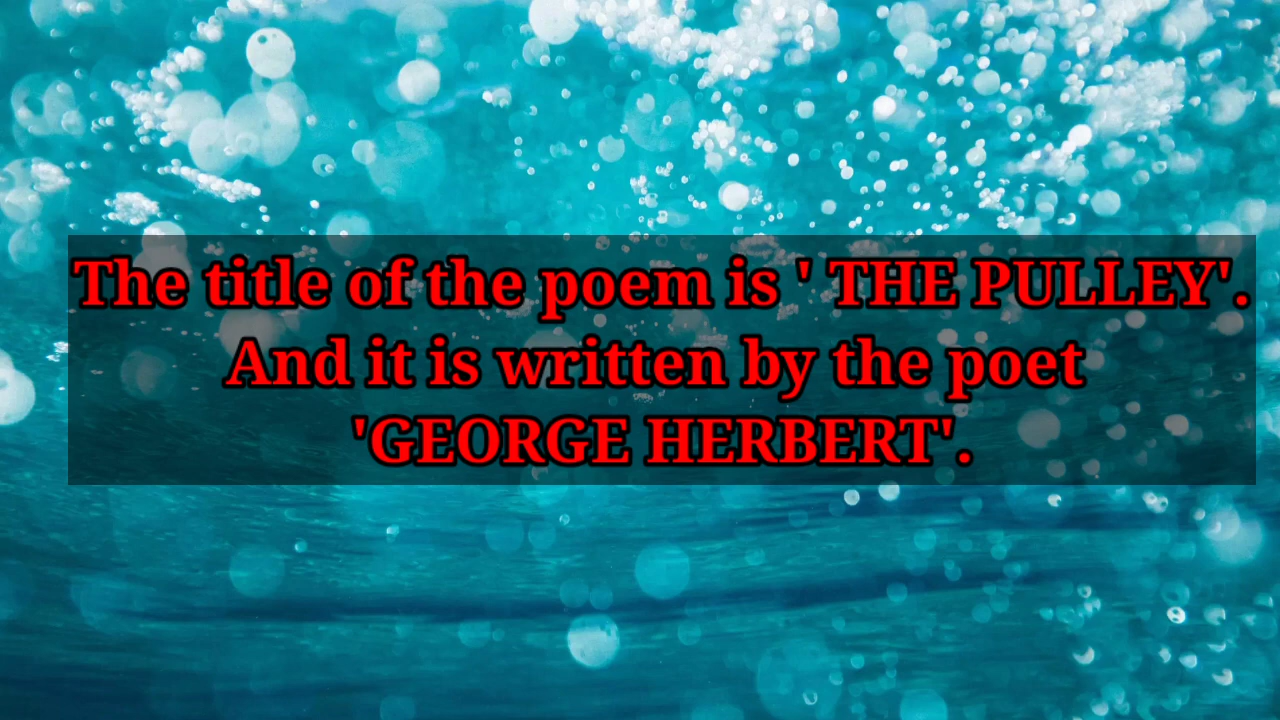 The title of the poem is ' THE PULLEY'.
And it is written by the poet
'GEORGE HERBERT'.